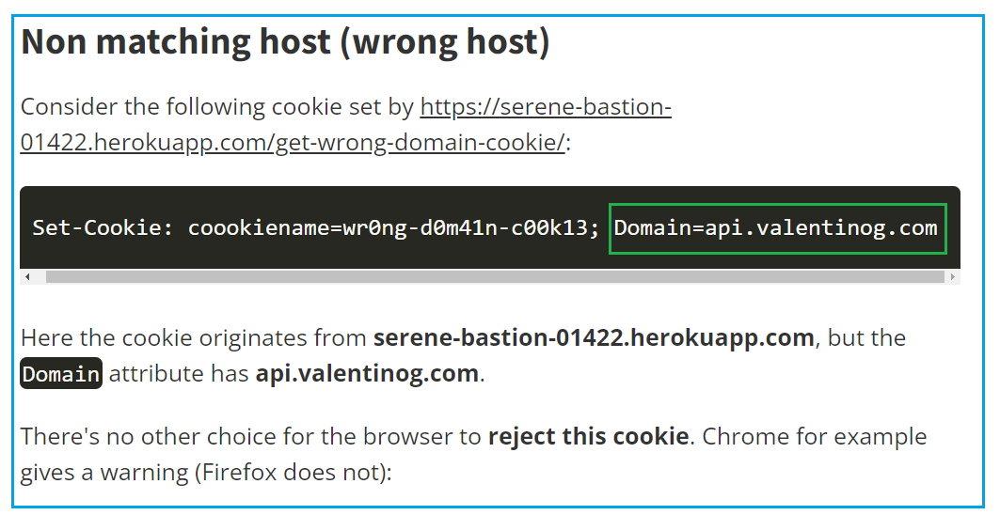 Non matching host (wrong host)
Consider the following cookie set by https://serene-bastion-
01422.herokuapp.com/get-wrong-domain-cookie/:
Set-Cookie: coookiename=wr0ng-d0m41n-c00k13; Domain=api.valentinog.com
Here the cookie originates from serene-bastion-01422.herokuapp.com, but the
Domain attribute has api.valentinog.com.
There's no other choice for the browser to reject this cookie. Chrome for example
gives a warning (Firefox does not):